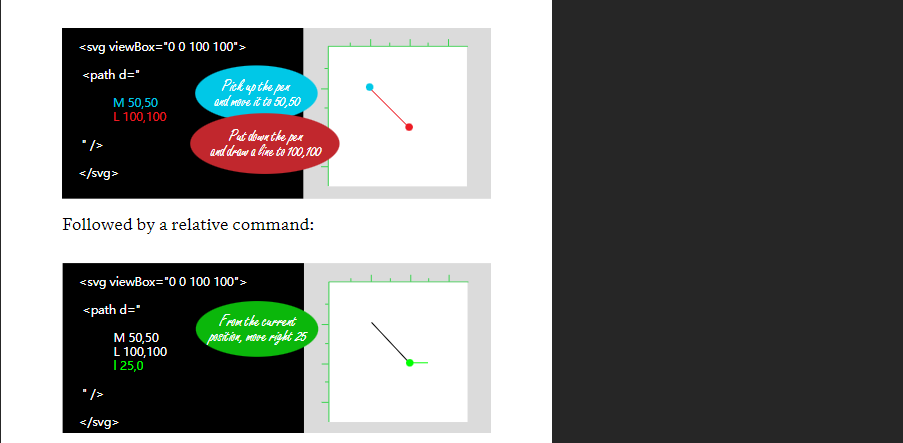 <svg viewBox="0 0 100 100">
<path d="
M 50,50
L 100,100
" />
</svg>
Pick up the pen
and move it to 50,50
Put down the pen
and draw a line to 100,100
Followed by a relative command:
<svg viewBox="0 0 100 100">
<path d="
M 50,50
L 100,100
l 25,0
" />
</svg>
From the current
position, move right 25